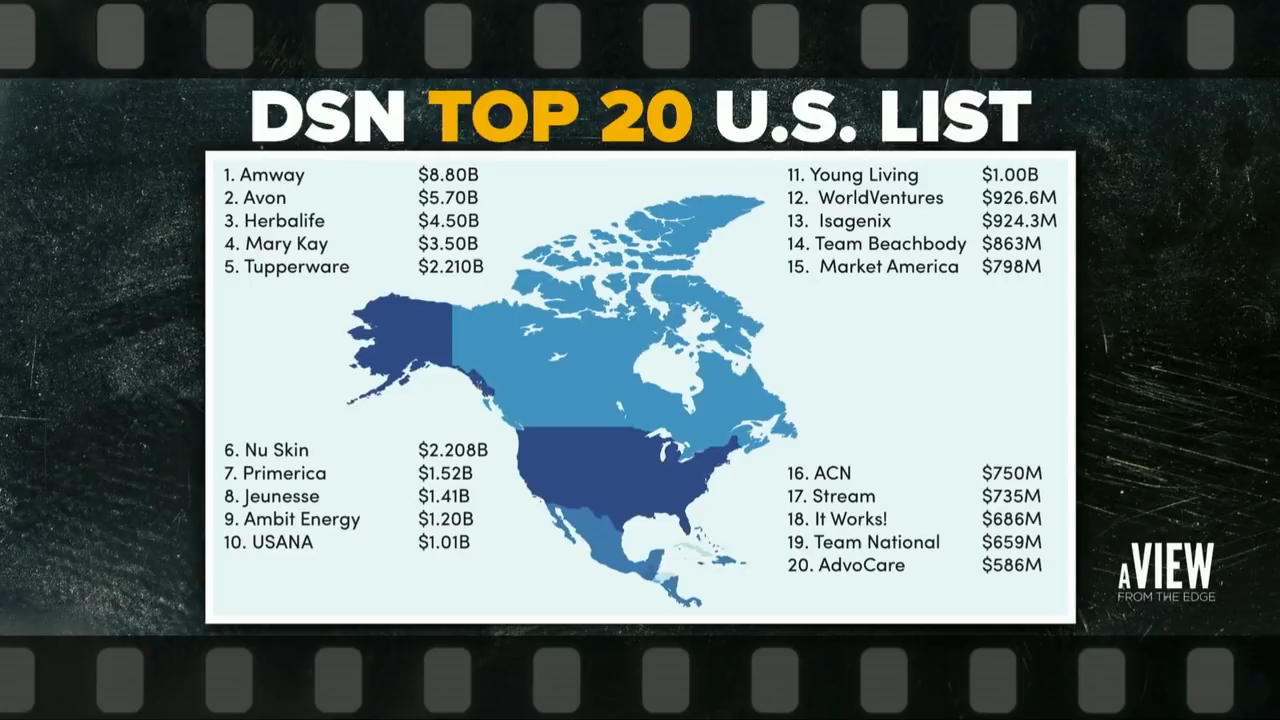 DSN TOP 20 U.S. LIST
1. Amway $8.80B
2. Avon $5.70B
3. Herbalife $4.50B
4. Mary Kay $3.50B
5. Tupperware $2.210B
6. Nu Skin $2.208B
7. Primerica $1.52B
8. Jeunesse $1.41B
9. Ambit Energy $1.20B
10. USANA $1.01B
11. Young Living $1.00B
12. WorldVentures $926.6M
13. Isagenix $924.3M
14. Team Beachbody $863M
15. Market America $798M
16. ACN $750M
17. Stream $735M
18. It Works! $686M
19. Team National $659M
20. AdvoCare $586M
A VIEW
FROM THE EDGE